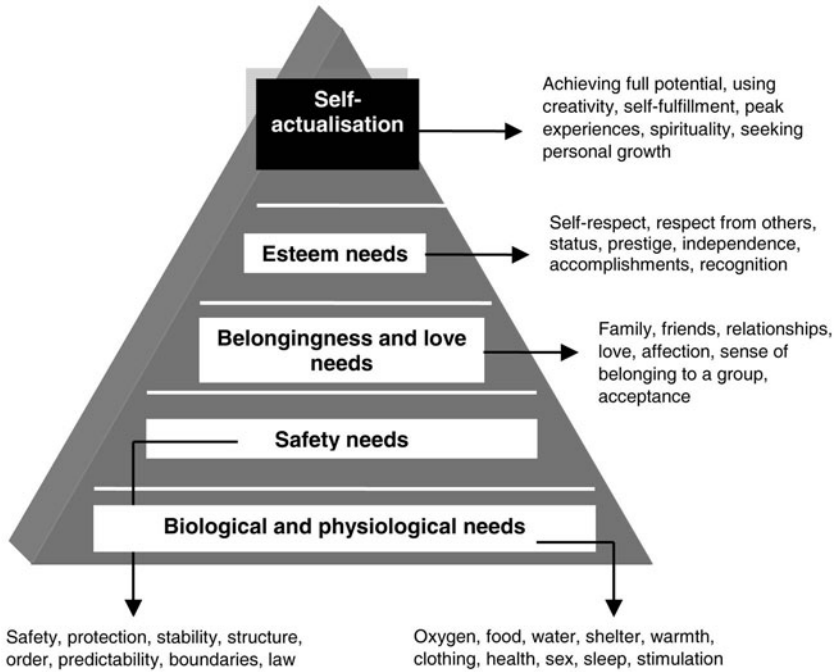 Self-
actualisation
Achieving full potential, using
creativity, self-fulfillment, peak
experiences, spirituality, seeking
personal growth
Esteem needs
Self-respect, respect from others,
status, prestige, independence,
accomplishments, recognition
Belongingness and love
needs
Family, friends, relationships,
love, affection, sense of
belonging to a group,
acceptance
Safety needs
Biological and physiological needs
Safety, protection, stability, structure,
order, predictability, boundaries, law
Oxygen, food, water, shelter, warmth,
clothing, health, sex, sleep, stimulation